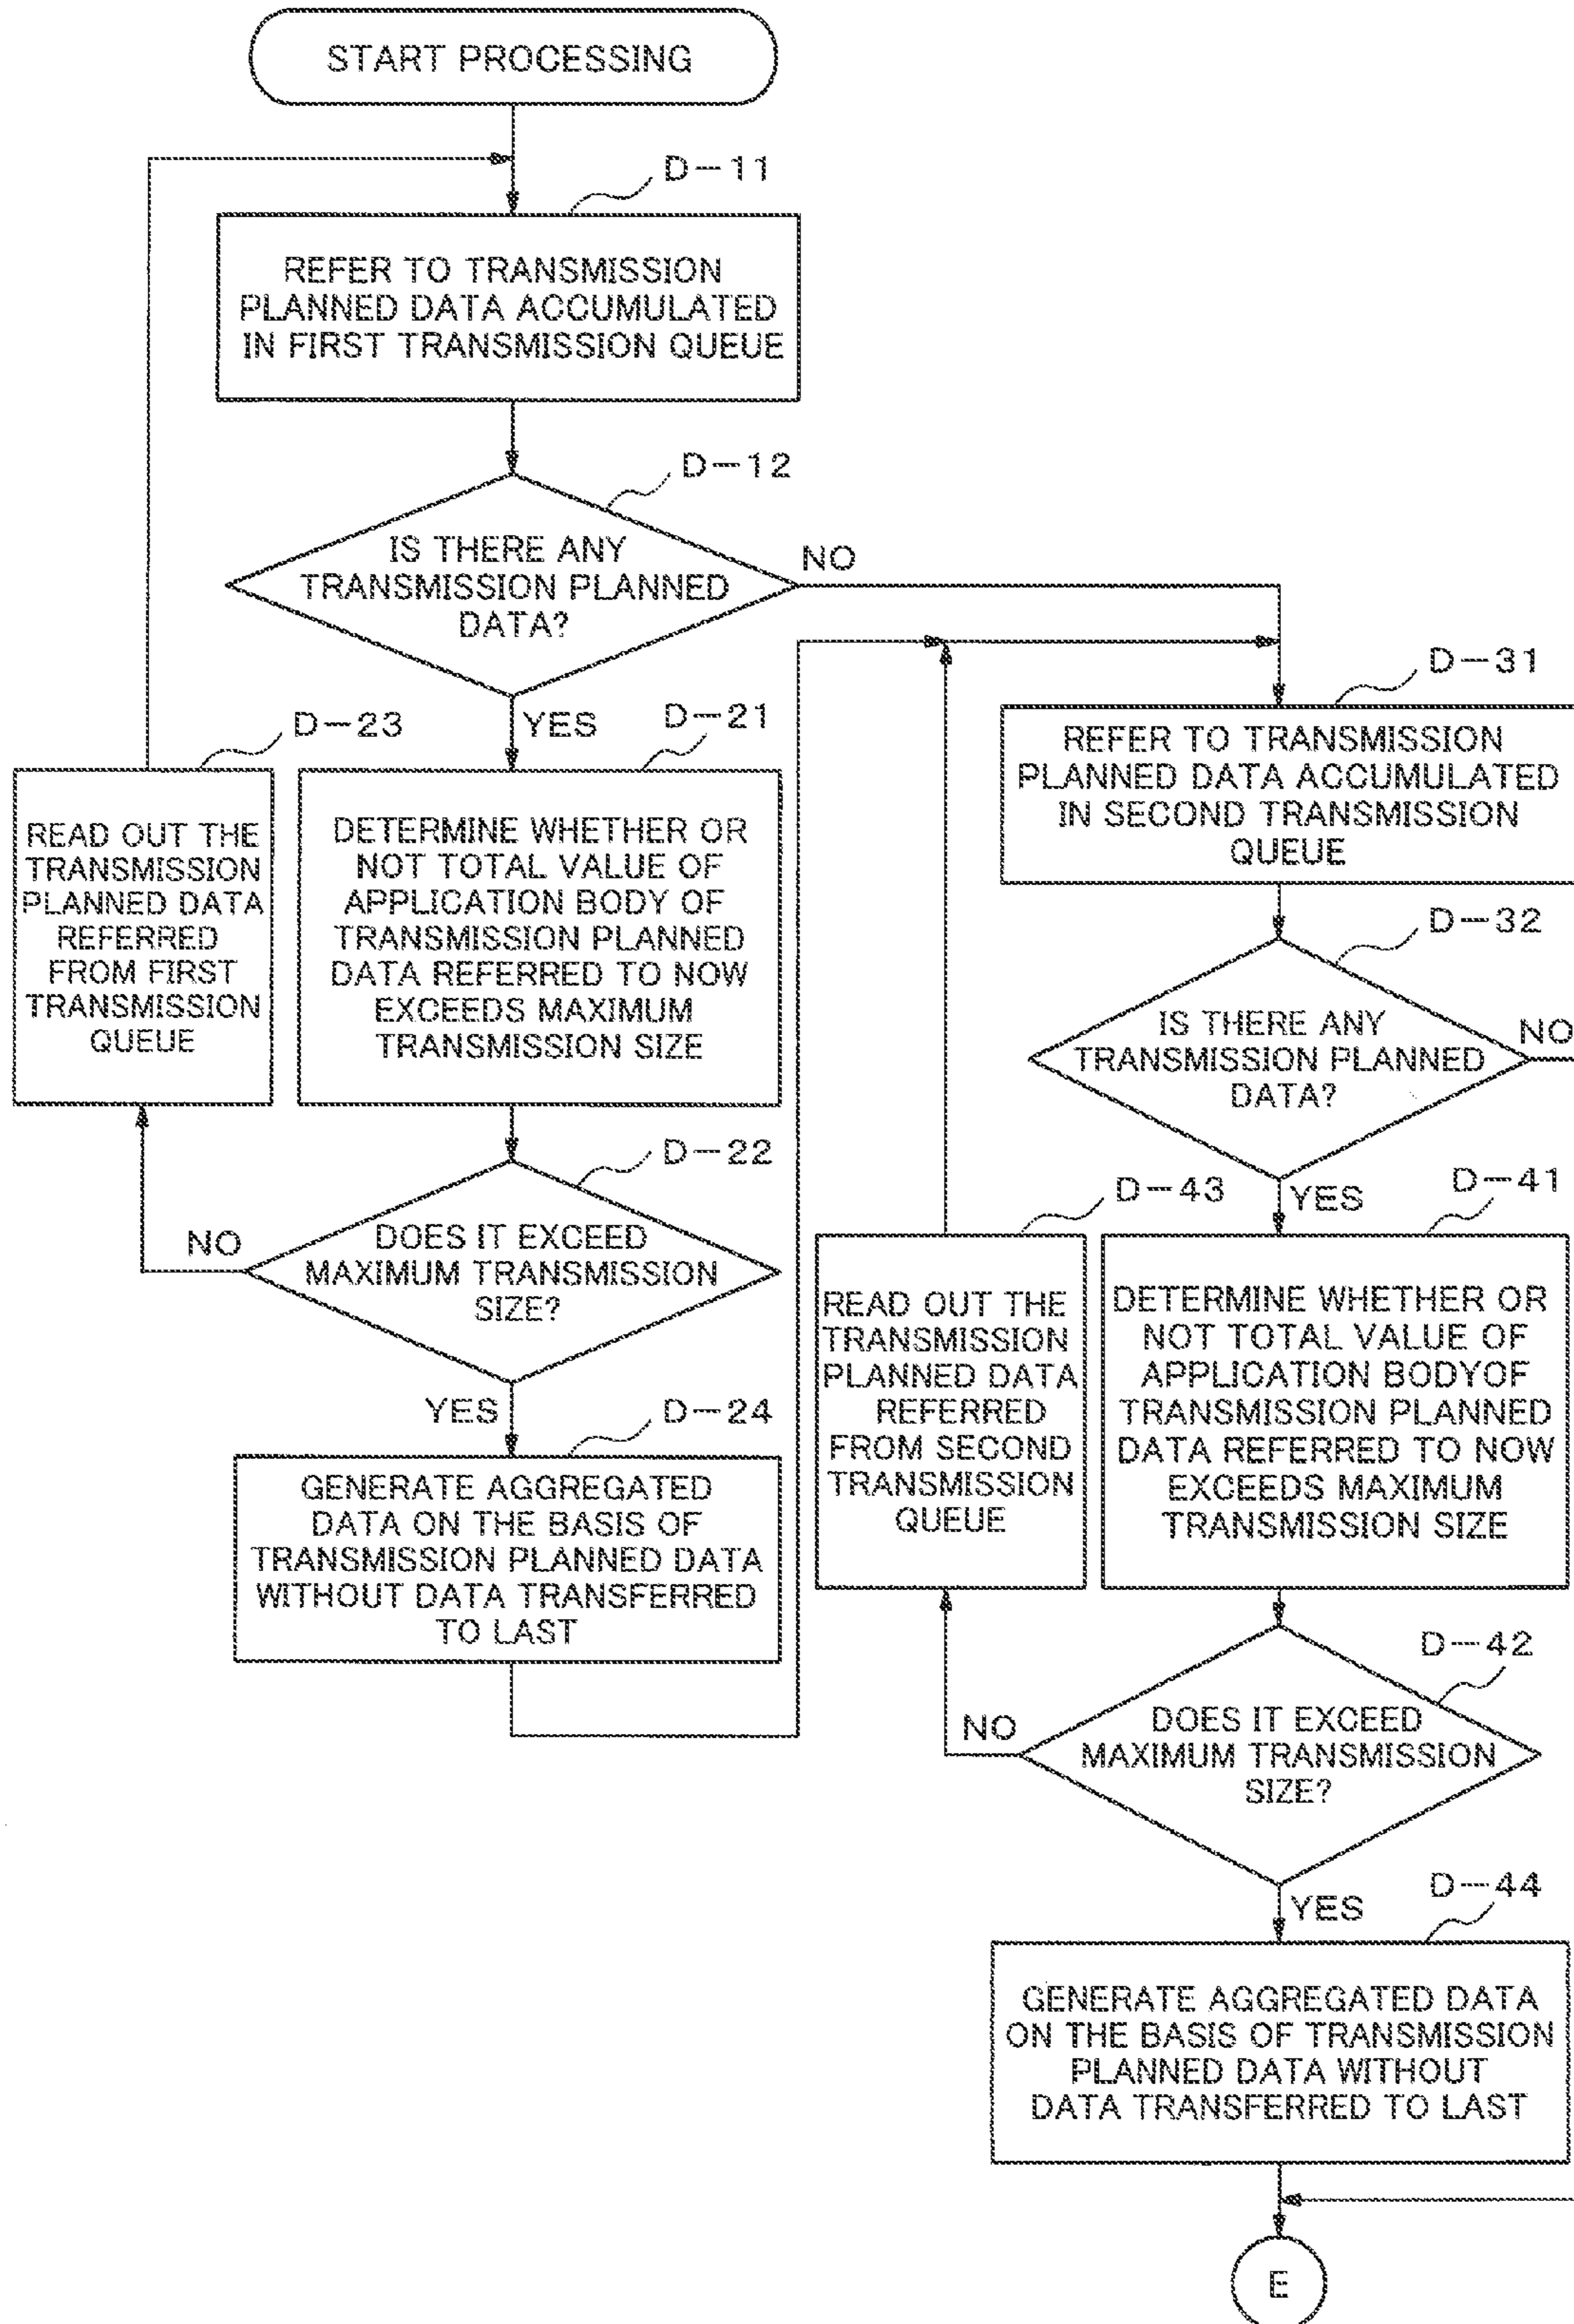 START PROCESSING
D-11
REFER TO TRANSMISSION
PLANNED DATA ACCUMULATED
IN FIRST TRANSMISSION QUEUE
D-12
IS THERE ANY
TRANSMISSION PLANNED
DATA?
NO
YES
D-23
READ OUT THE
TRANSMISSION
PLANNED DATA
REFERRED
FROM FIRST
TRANSMISSION
QUEUE
D-21
DETERMINE WHETHER OR
NOT TOTAL VALUE OF
APPLICATION BODY OF
TRANSMISSION PLANNED
DATA REFERRED TO NOW
EXCEEDS MAXIMUM
TRANSMISSION SIZE
D-22
NO
DOES IT EXCEED
MAXIMUM TRANSMISSION
SIZE?
YES
D-24
GENERATE AGGREGATED
DATA ON THE BASIS OF
TRANSMISSION PLANNED DATA
WITHOUT DATA TRANSFERRED
TO LAST
D-31
REFER TO TRANSMISSION
PLANNED DATA ACCUMULATED
IN SECOND TRANSMISSION
QUEUE
D-32
IS THERE ANY
TRANSMISSION PLANNED
DATA?
NO
YES
D-43
READ OUT THE
TRANSMISSION
PLANNED DATA
REFERRED
FROM SECOND
TRANSMISSION
QUEUE
D-41
DETERMINE WHETHER OR
NOT TOTAL VALUE OF
APPLICATION BODYOF
TRANSMISSION PLANNED
DATA REFERRED TO NOW
EXCEEDS MAXIMUM
TRANSMISSION SIZE
D-42
NO
DOES IT EXCEED
MAXIMUM TRANSMISSION
SIZE?
YES
D-44
GENERATE AGGREGATED DATA
ON THE BASIS OF TRANSMISSION
PLANNED DATA WITHOUT
DATA TRANSFERRED TO LAST
E